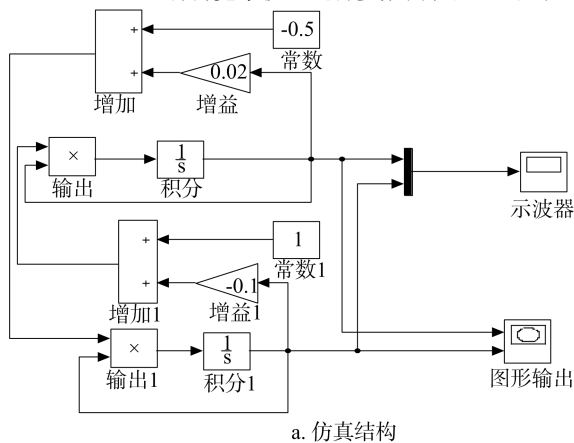 -0.5
常数
+
+
增加
0.02
增益
×
输出
1
s
积分
示波器
+
+
增加1
1
常数1
-0.1
增益1
×
输出1
1
s
积分1
图形输出
a. 仿真结构